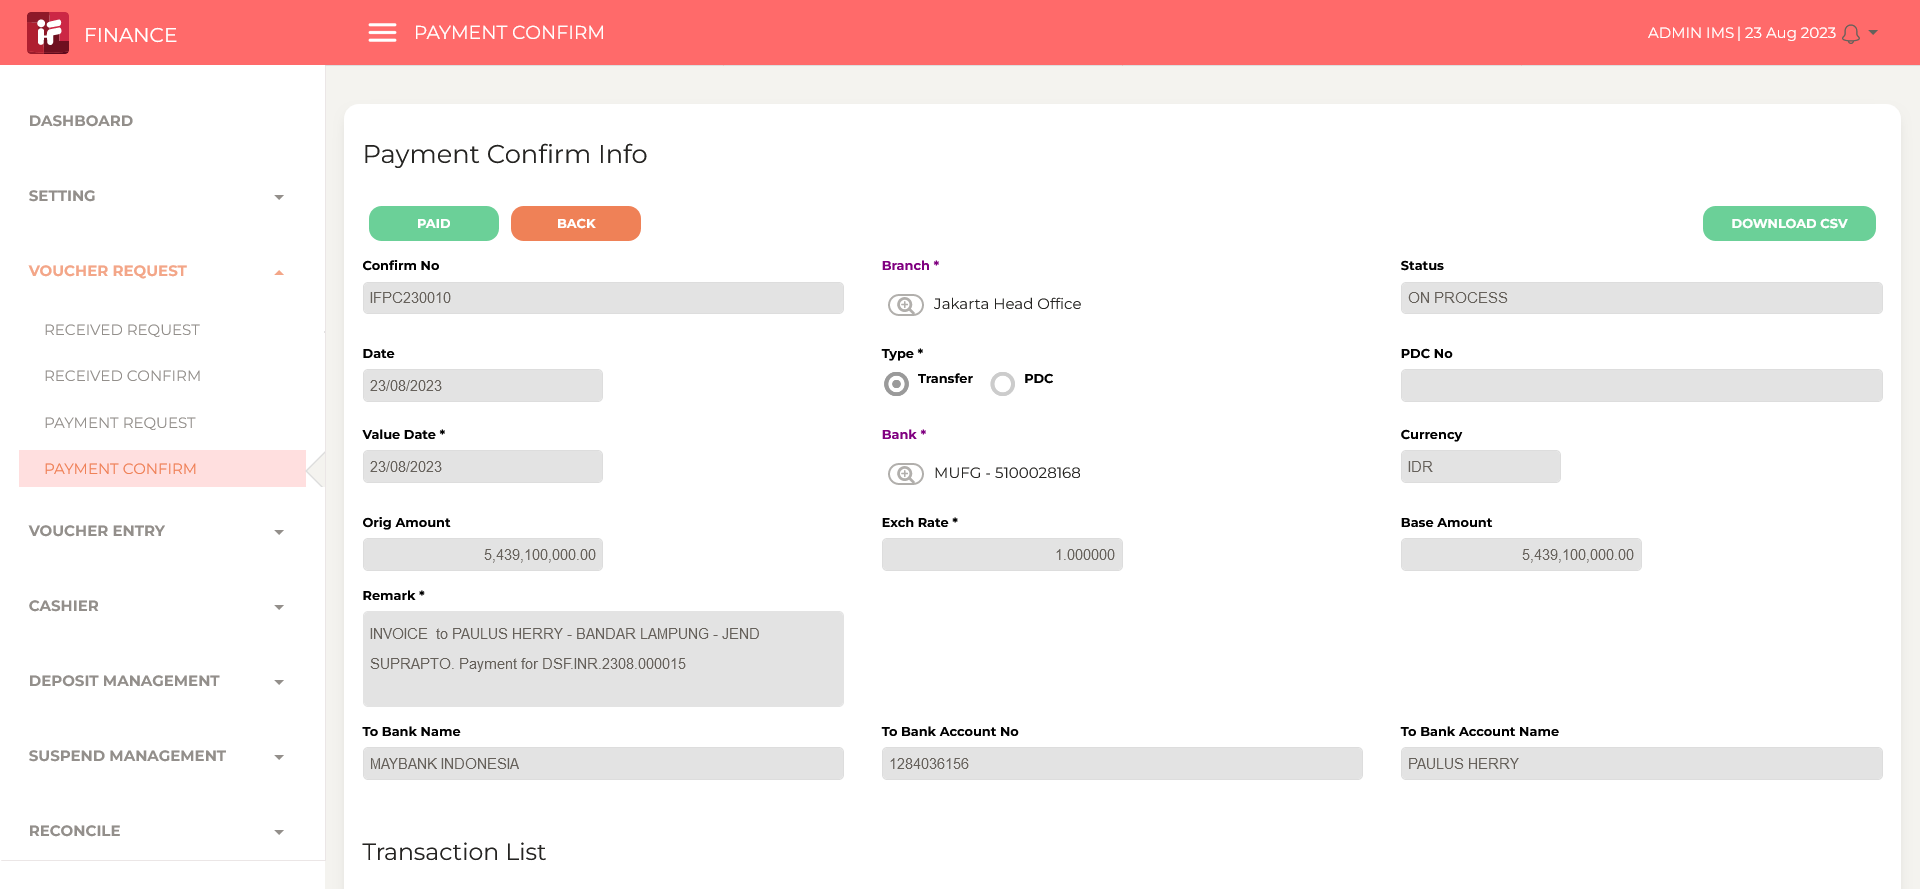 iF FINANCE
PAYMENT CONFIRM
ADMIN IMS | 23 Aug 2023
DASHBOARD
SETTING
VOUCHER REQUEST
RECEIVED REQUEST
RECEIVED CONFIRM
PAYMENT REQUEST
PAYMENT CONFIRM
VOUCHER ENTRY
CASHIER
DEPOSIT MANAGEMENT
SUSPEND MANAGEMENT
RECONCILE
Payment Confirm Info
PAID
BACK
DOWNLOAD CSV
Confirm No
IFPC230010
Branch *
Jakarta Head Office
Status
ON PROCESS
Date
23/08/2023
Type *
Transfer
PDC
PDC No
Value Date *
23/08/2023
Bank *
MUFG - 5100028168
Currency
IDR
Orig Amount
5,439,100,000.00
Exch Rate *
1.000000
Base Amount
5,439,100,000.00
Remark *
INVOICE  to PAULUS HERRY - BANDAR LAMPUNG - JEND
SUPRAPTO. Payment for DSF.INR.2308.000015
To Bank Name
MAYBANK INDONESIA
To Bank Account No
1284036156
To Bank Account Name
PAULUS HERRY
Transaction List